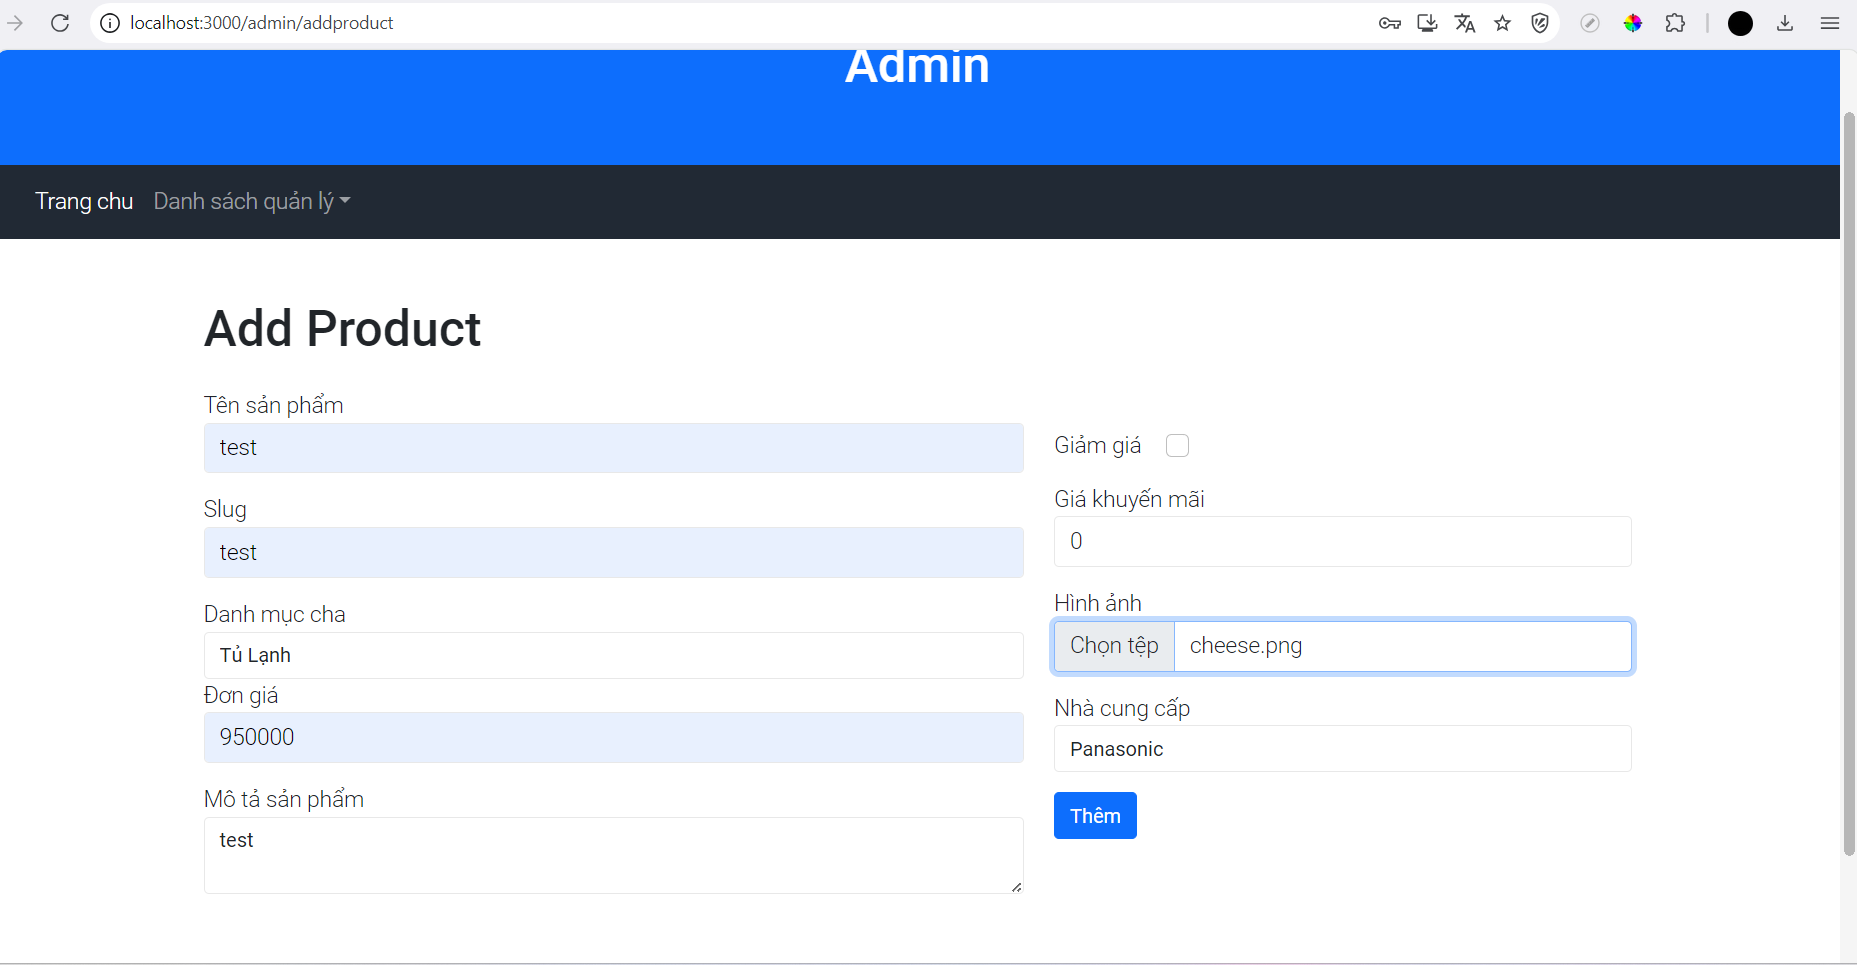 localhost:3000/admin/addproduct
Admin
Trang chu Danh sách quản lý
Add Product
Tên sản phẩm
test
Slug
test
Danh mục cha
Tủ Lạnh
Đơn giá
950000
Mô tả sản phẩm
test
Giảm giá
Giá khuyến mãi
0
Hình ảnh
Chọn tệp cheese.png
Nhà cung cấp
Panasonic
Thêm